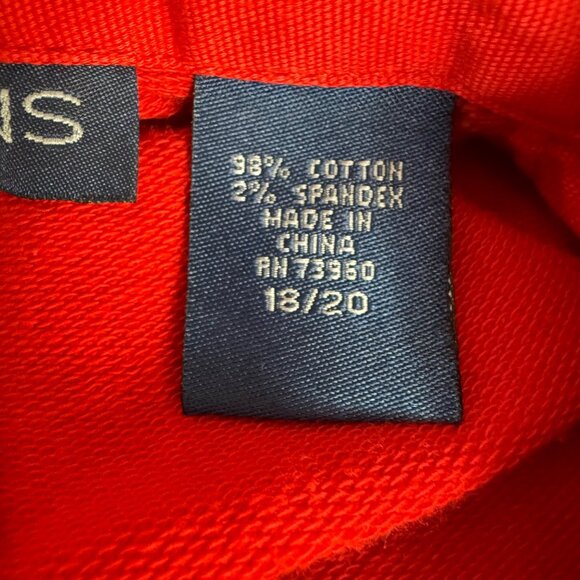 NS
98% COTTON
2% SPANDEX
MADE IN
CHINA
RN 73960
18/20